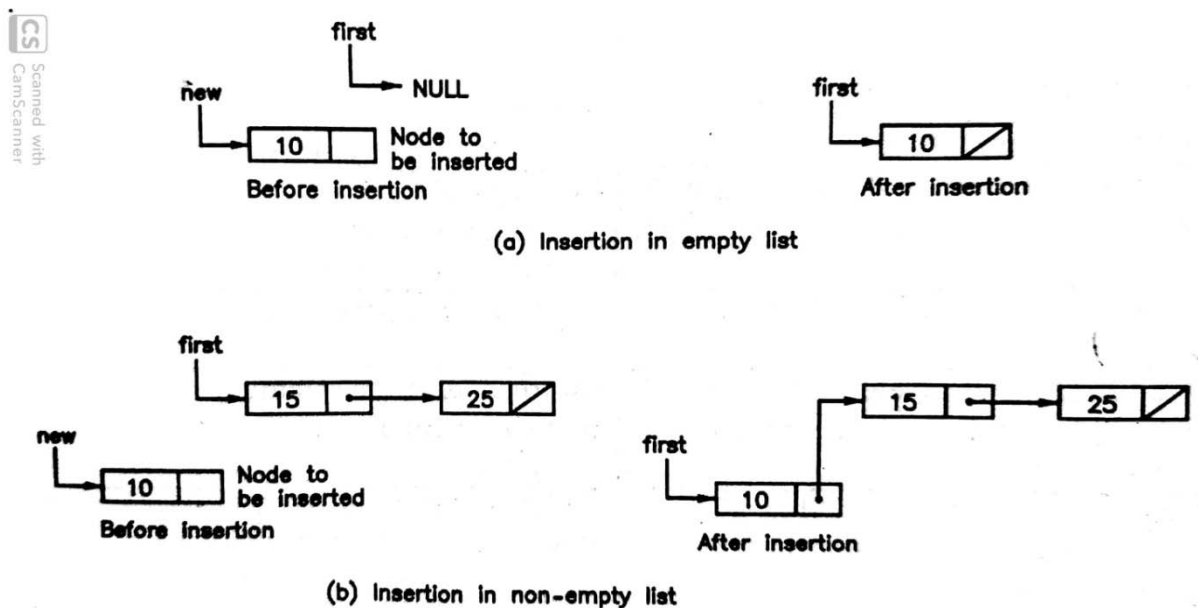 CS Scanned with
CamScanner
first
NULL
new
10
Node to
be inserted
Before insertion
first
10
After insertion
(a) Insertion in empty list
first
15
25
new
10
Node to
be inserted
Before insertion
15
25
first
10
After insertion
(b) Insertion in non-empty list